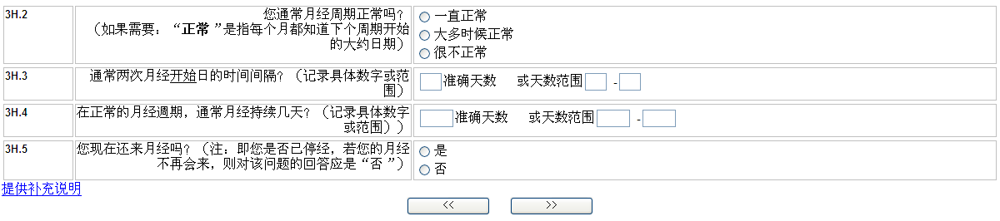 3H.2
您通常月经周期正常吗？
（如果需要：“正常 ”是指每个月都知道下个周期开始
的大约日期）
一直正常
大多时候正常
很不正常
3H.3
通常两次月经开始日的时间间隔？（记录具体数字或范
围）
准确天数 或天数范围 -
3H.4
在正常的月经週期，通常月经持续几天？（记录具体数字
或范围））
准确天数 或天数范围 -
3H.5
您现在还来月经吗？（注：即您是否已停经，若您的月经
不再会来，则对该问题的回答应是“否 ”）
是
否
提供补充说明
<< >>